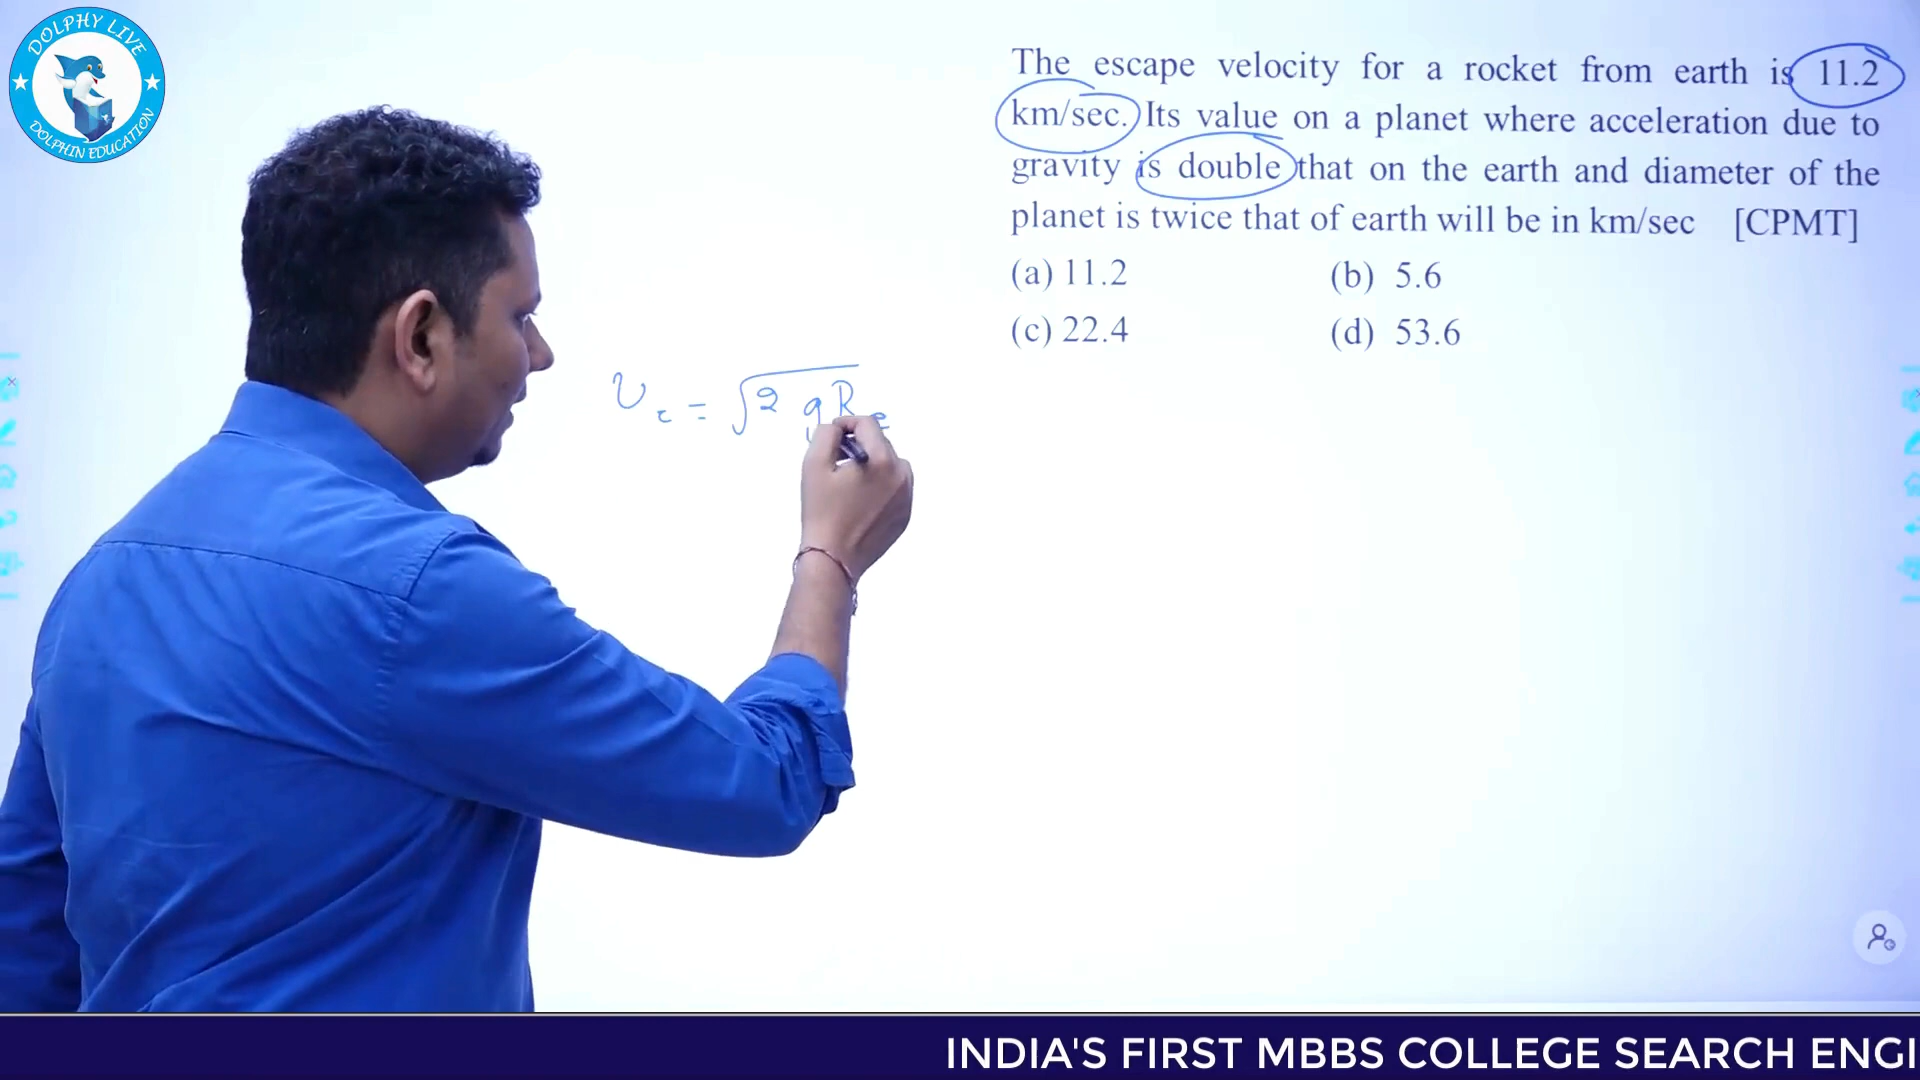 DOLPHY LIVE
DOLPHIN EDUCATION
The escape velocity for a rocket from earth is 11.2
km/sec. Its value on a planet where acceleration due to
gravity is double that on the earth and diameter of the
planet is twice that of earth will be in km/sec [CPMT]
(a) 11.2 (b) 5.6
(c) 22.4 (d) 53.6
= √2 gR
INDIA'S FIRST MBBS COLLEGE SEARCH ENGI